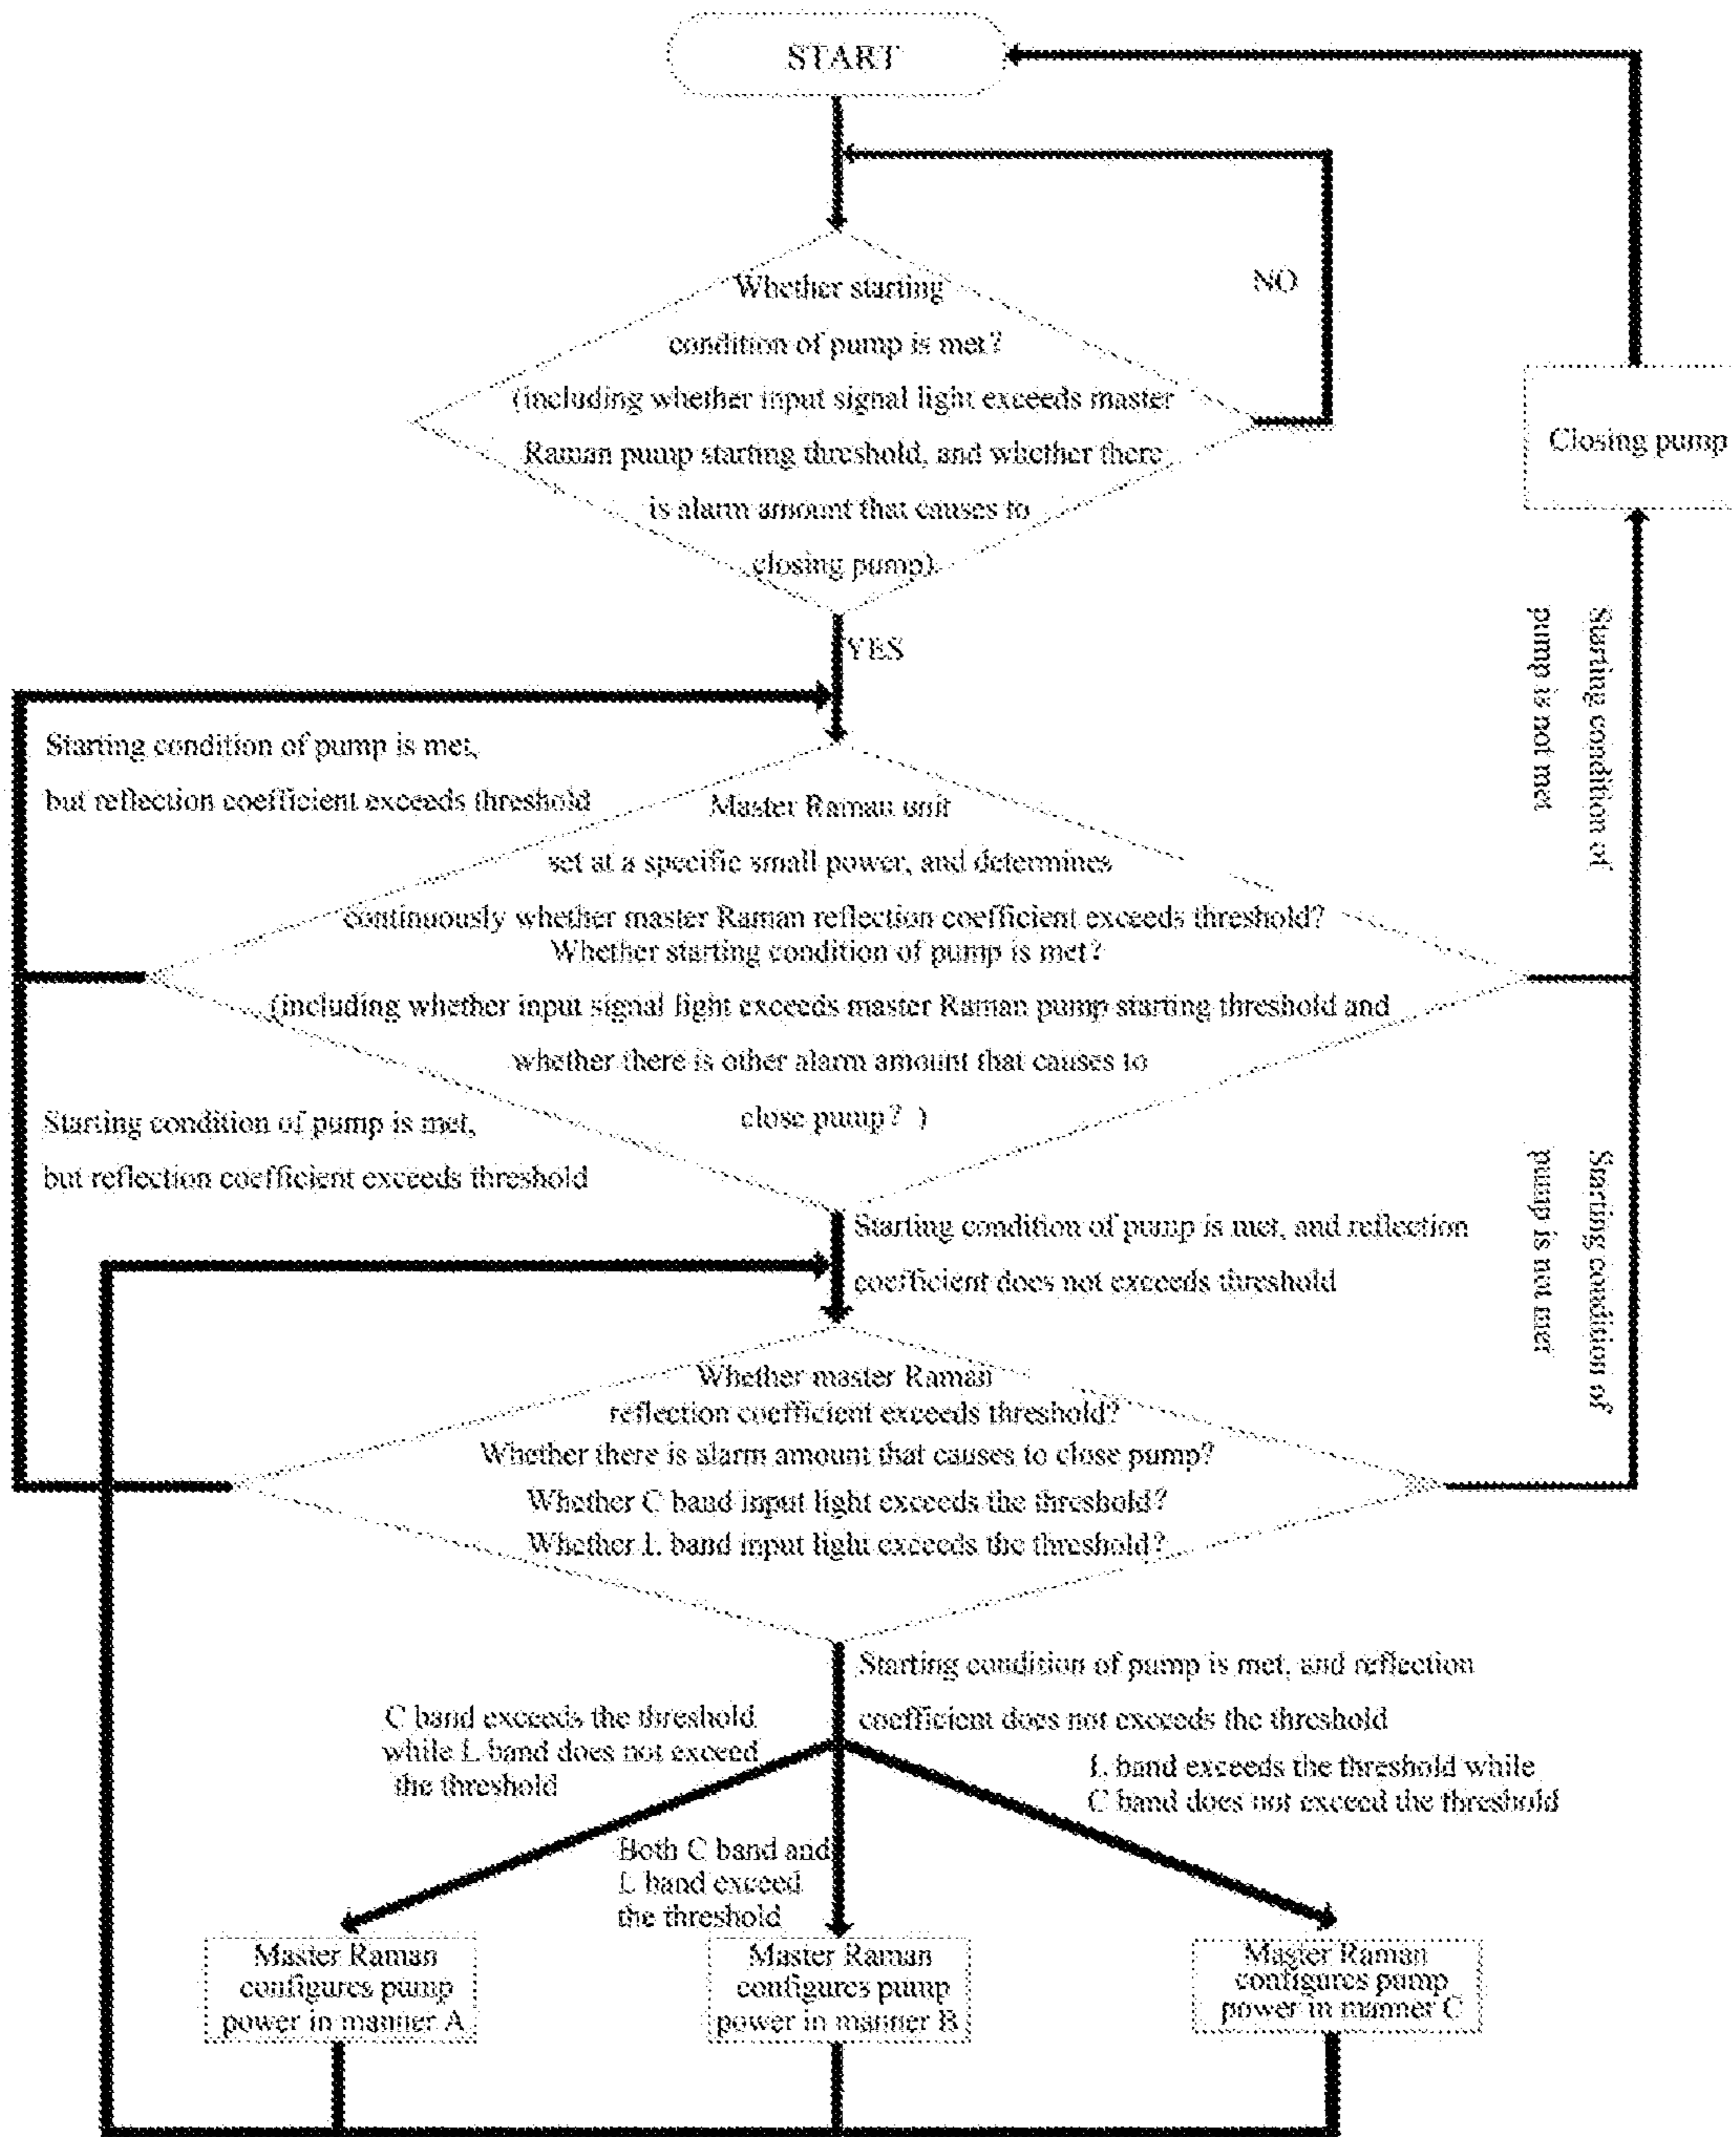 START
NO
Whether starting
condition of pump is met?
(including whether input signal light exceeds master
Raman pump starting threshold, and whether there
is alarm amount that causes to
closing pump)
Closing pump
YES
Starting condition of
pump is not met
Starting condition of pump is met,
but reflection coefficient exceeds threshold
Master Raman unit
set at a specific small power, and determines
continuously whether master Raman reflection coefficient exceeds threshold?
Whether starting condition of pump is met?
(including whether input signal light exceeds master Raman pump starting threshold and
whether there is other alarm amount that causes to
close pump? )
Starting condition of pump is met,
but reflection coefficient exceeds threshold
Starting condition of
pump is not met
Starting condition of pump is met, and reflection
coefficient does not exceeds threshold
Whether master Raman
reflection coefficient exceeds threshold?
Whether there is alarm amount that causes to close pump?
Whether C band input light exceeds the threshold?
Whether L band input light exceeds the threshold?
Starting condition of pump is met, and reflection
coefficient does not exceeds the threshold
C band exceeds the threshold
while L band does not exceed
the threshold
L band exceeds the threshold while
C band does not exceed the threshold
Both C band and
L band exceed
the threshold
Master Raman
configures pump
power in manner A
Master Raman
configures pump
power in manner B
Master Raman
configures pump
power in manner C